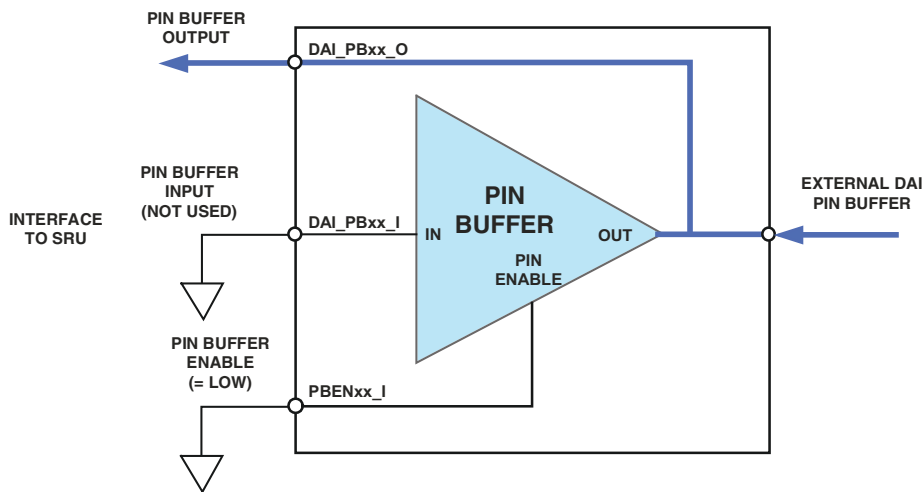 PIN BUFFER
OUTPUT
DAI_PBxx_O
PIN BUFFER
INPUT
(NOT USED)
INTERFACE
TO SRU
DAI_PBxx_I
IN
PIN
BUFFER
OUT
PIN
ENABLE
EXTERNAL DAI
PIN BUFFER
PIN BUFFER
ENABLE
(= LOW)
PBENxx_I